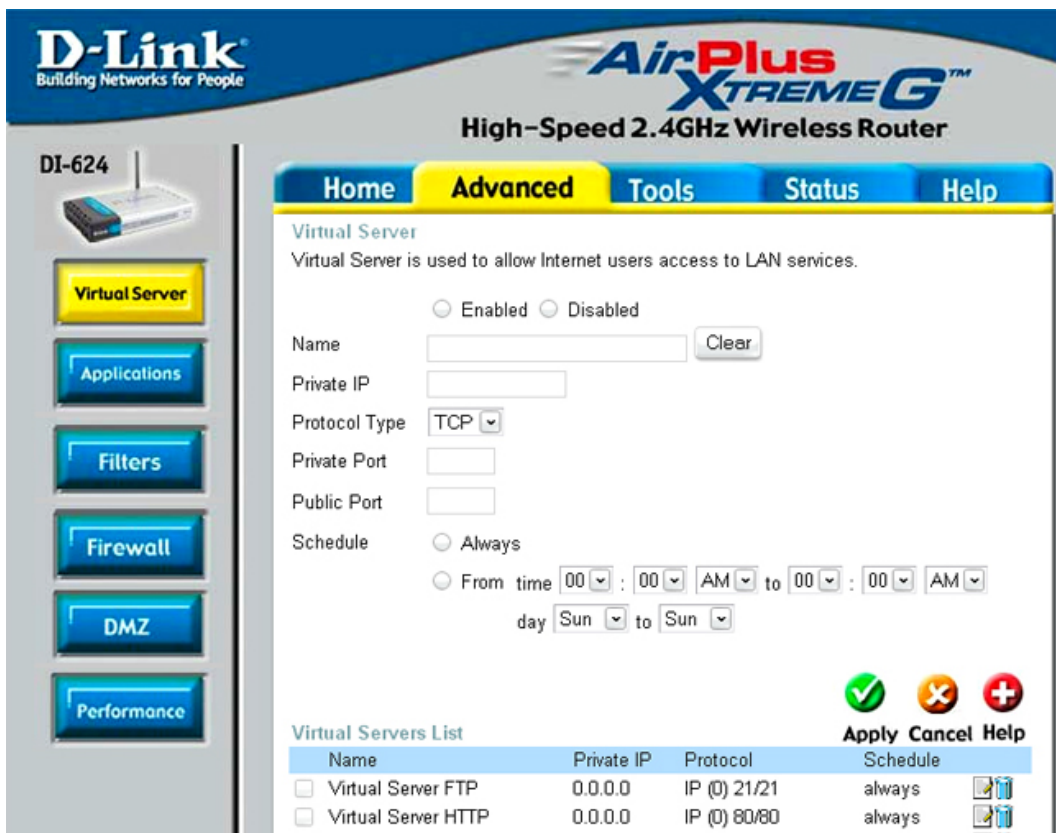 D-Link
Building Networks for People
AirPlus
XTREME G™
High-Speed 2.4GHz Wireless Router
DI-624
Home Advanced Tools Status Help
Virtual Server
Applications
Filters
Firewall
DMZ
Performance
Virtual Server
Virtual Server is used to allow Internet users access to LAN services.
Enabled Disabled
Name Clear
Private IP
Protocol Type TCP
Private Port
Public Port
Schedule Always
From time 00 : 00 AM to 00 : 00 AM
day Sun to Sun
Apply Cancel Help
Virtual Servers List
Name Private IP Protocol Schedule
Virtual Server FTP 0.0.0.0 IP (0) 21/21 always
Virtual Server HTTP 0.0.0.0 IP (0) 80/80 always